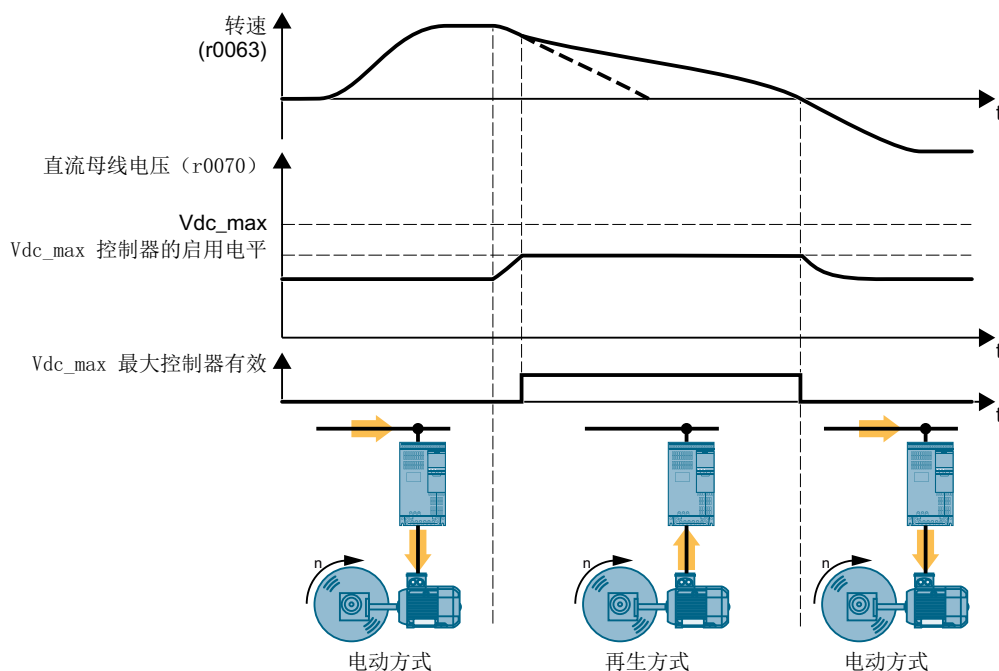 转速
(r0063)
t
直流母线电压（r0070）
Vdc_max
Vdc_max 控制器的启用电平
t
Vdc_max 最大控制器有效
t
n
n
n
电动方式
再生方式
电动方式